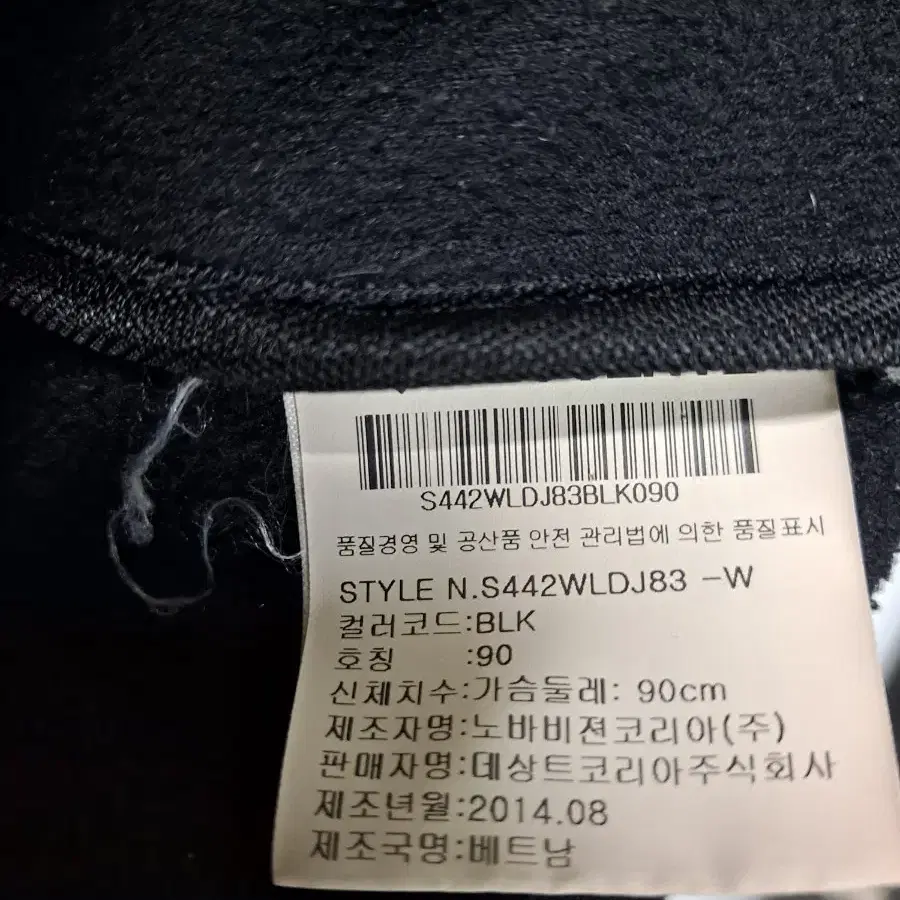 S442WLDJ83BLK090
품질경영 및 공산품 안전 관리법에 의한 품질표시
STYLE N.S442WLDJ83 -W
컬러코드:BLK
호칭 :90
신체치수:가슴둘레: 90cm
제조자명:노바비젼코리아(주)
판매자명:데상트코리아주식회사
제조년월:2014.08
제조국명:베트남